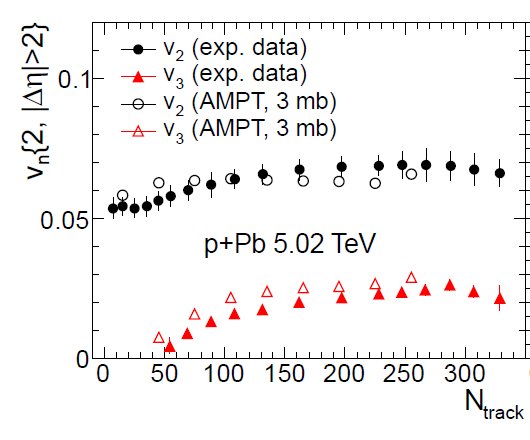 v2 (exp. data)
v3 (exp. data)
v2 (AMPT, 3 mb)
v3 (AMPT, 3 mb)
vn{2, |Δη|>2}
0.1
0.05
0
p+Pb 5.02 TeV
0 50 100 150 200 250 300
Ntrack